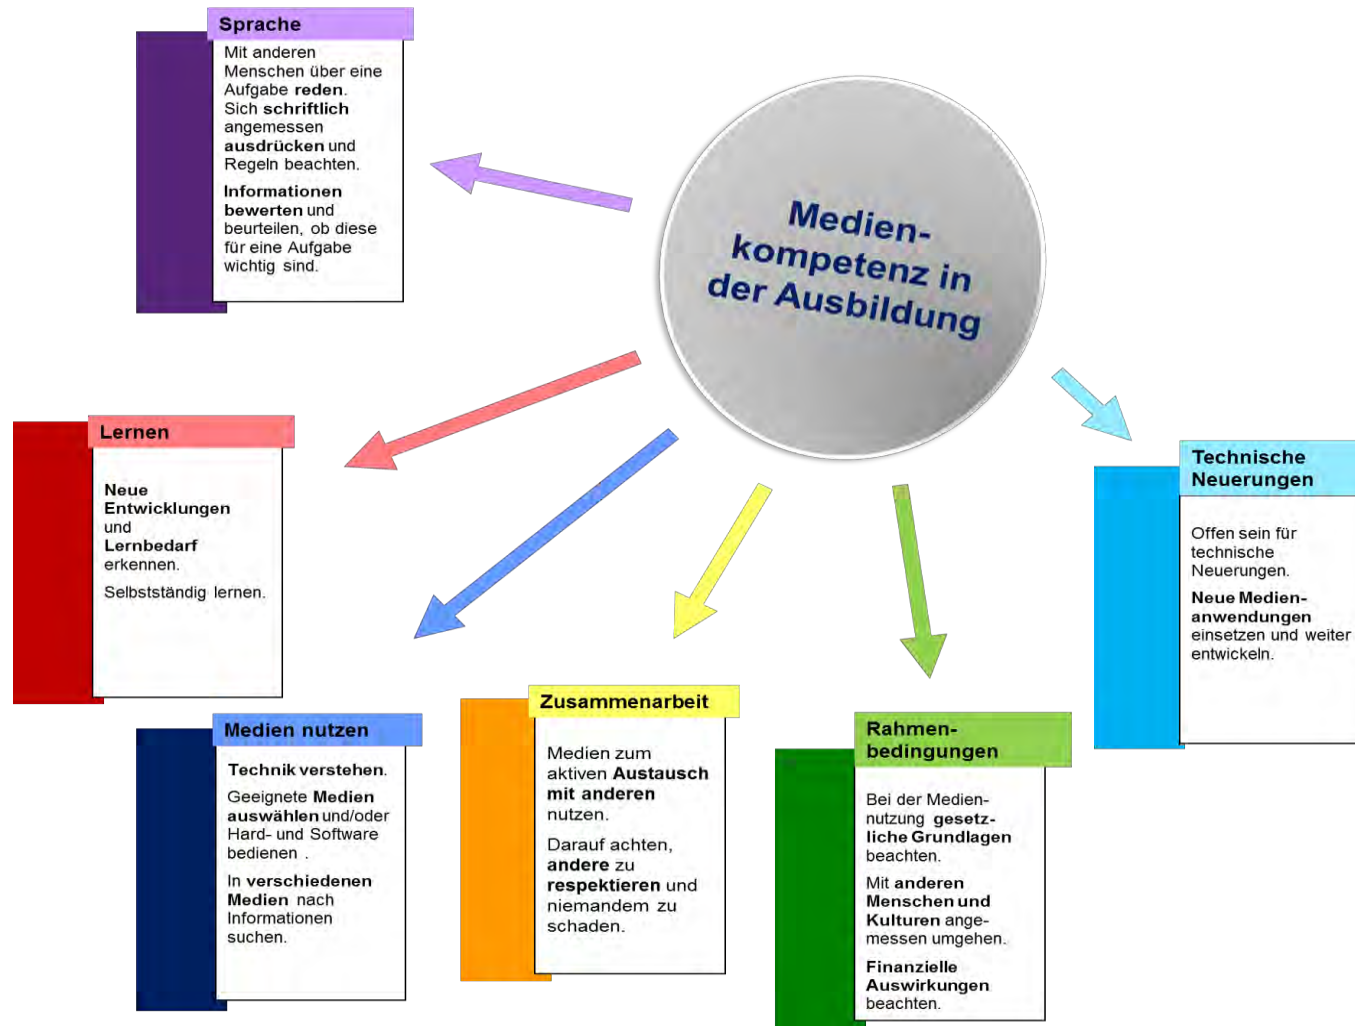 Sprache
Mit anderen
Menschen über eine
Aufgabe reden.
Sich schriftlich
angemessen
ausdrücken und
Regeln beachten.
Informationen
bewerten und
beurteilen, ob diese
für eine Aufgabe
wichtig sind.
Medien-
kompetenz in
der Ausbildung
Lernen
Neue
Entwicklungen
und
Lernbedarf
erkennen.
Selbstständig lernen.
Medien nutzen
Technik verstehen.
Geeignete Medien
auswählen und/oder
Hard- und Software
bedienen .
In verschiedenen
Medien nach
Informationen
suchen.
Zusammenarbeit
Medien zum
aktiven Austausch
mit anderen
nutzen.
Darauf achten,
andere zu
respektieren und
niemandem zu
schaden.
Rahmen-
bedingungen
Bei der Medien-
nutzung gesetz-
liche Grundlagen
beachten.
Mit anderen
Menschen und
Kulturen ange-
messen umgehen.
Finanzielle
Auswirkungen
beachten.
Technische
Neuerungen
Offen sein für
technische
Neuerungen.
Neue Medien-
anwendungen
einsetzen und weiter
entwickeln.